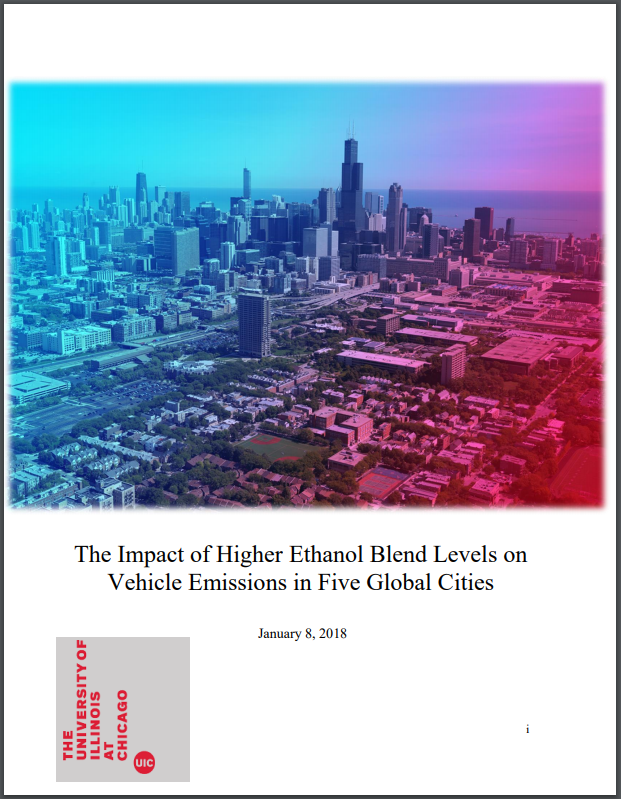 The Impact of Higher Ethanol Blend Levels on
Vehicle Emissions in Five Global Cities
January 8, 2018
THE
UNIVERSITY OF
ILLINOIS
AT
CHICAGO
UIC
i